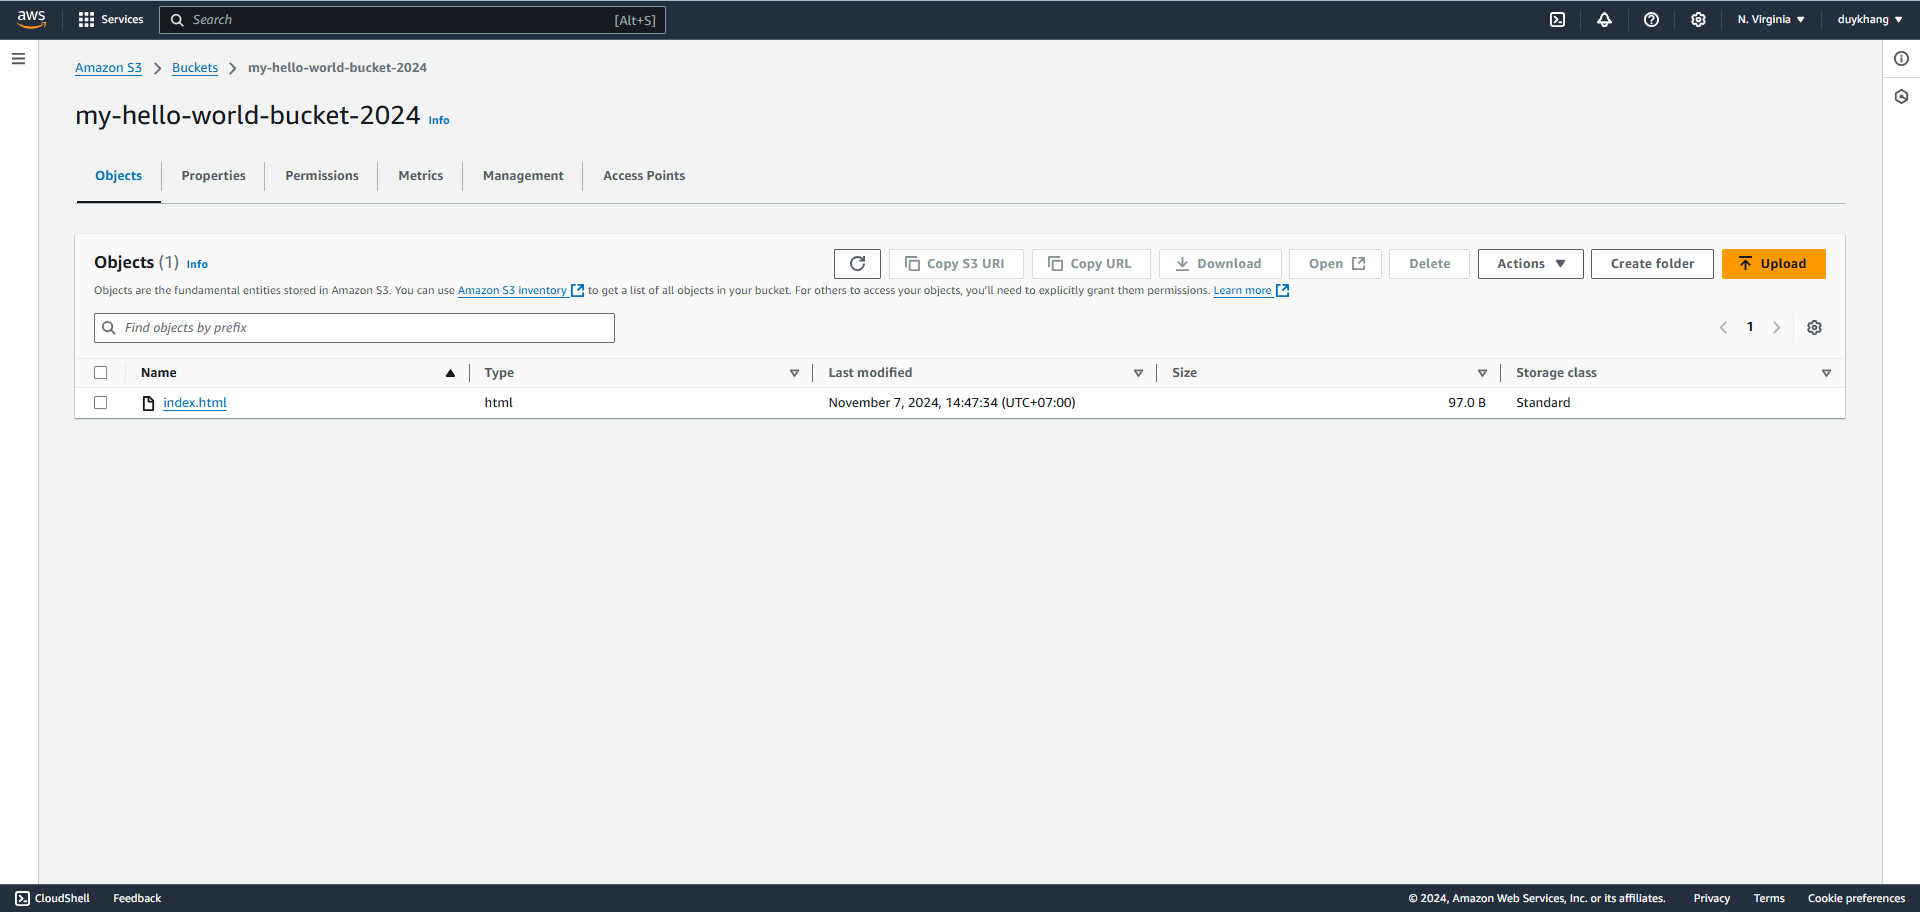 aws Services Search [Alt+S] N. Virginia duykhang
Amazon S3 Buckets my-hello-world-bucket-2024
my-hello-world-bucket-2024 Info
Objects Properties Permissions Metrics Management Access Points
Objects (1) Info Copy S3 URI Copy URL Download Open Delete Actions Create folder Upload
Objects are the fundamental entities stored in Amazon S3. You can use Amazon S3 inventory to get a list of all objects in your bucket. For others to access your objects, you'll need to explicitly grant them permissions. Learn more
Find objects by prefix 1
Name Type Last modified Size Storage class
index.html html November 7, 2024, 14:47:34 (UTC+07:00) 97.0 B Standard
CloudShell Feedback © 2024, Amazon Web Services, Inc. or its affiliates. Privacy Terms Cookie preferences